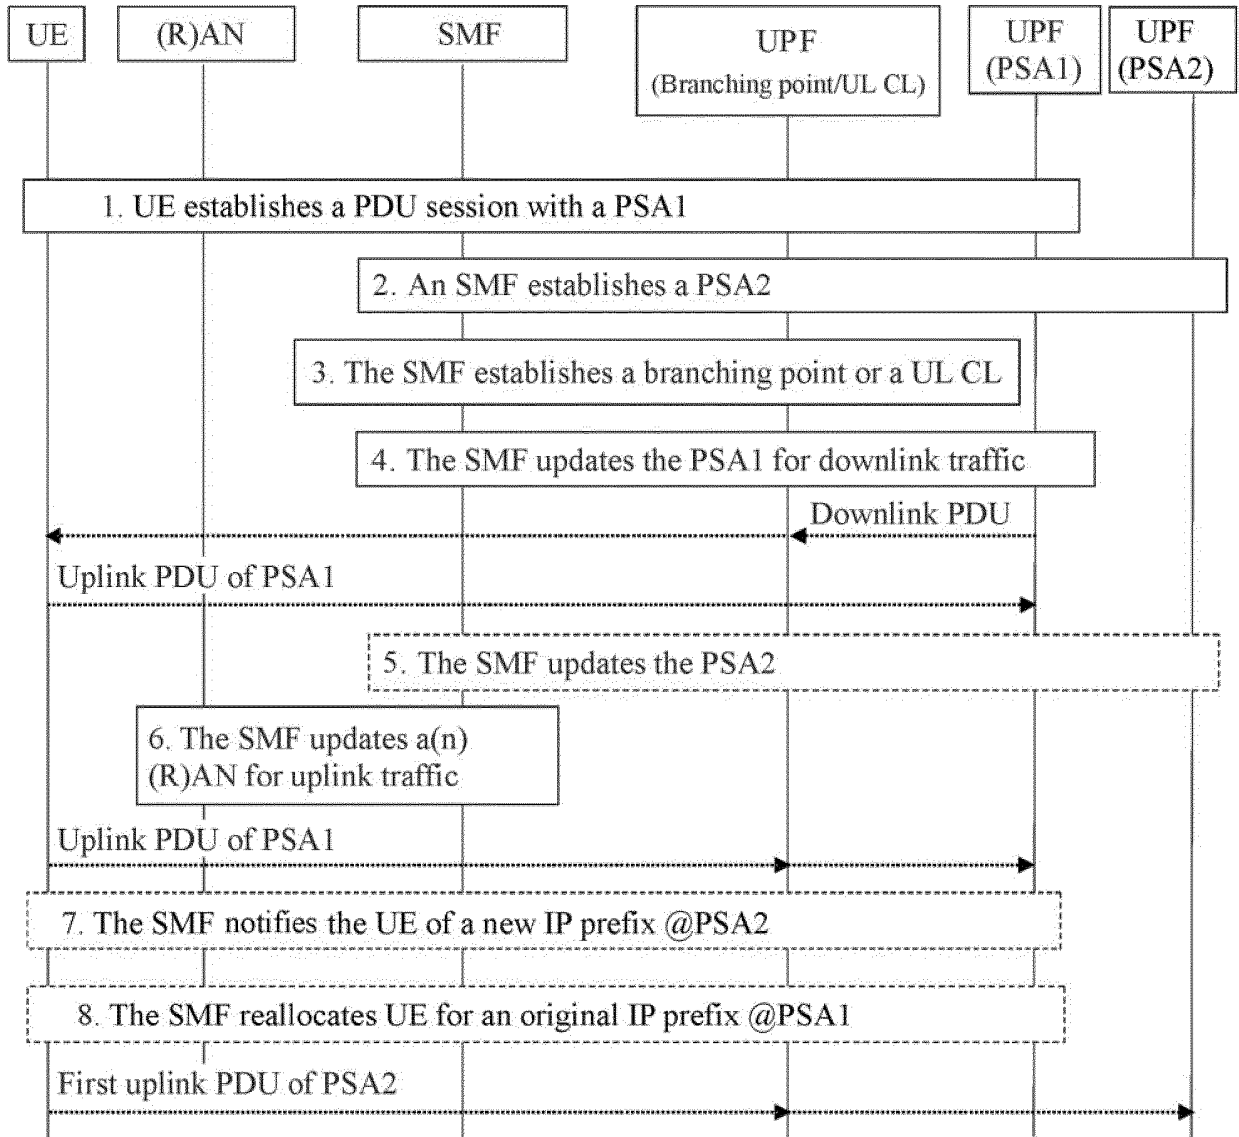 UE
(R)AN
SMF
UPF
(Branching point/UL CL)
UPF
(PSA1)
UPF
(PSA2)
1. UE establishes a PDU session with a PSA1
2. An SMF establishes a PSA2
3. The SMF establishes a branching point or a UL CL
4. The SMF updates the PSA1 for downlink traffic
Downlink PDU
Uplink PDU of PSA1
5. The SMF updates the PSA2
6. The SMF updates a(n)
(R)AN for uplink traffic
Uplink PDU of PSA1
7. The SMF notifies the UE of a new IP prefix @PSA2
8. The SMF reallocates UE for an original IP prefix @PSA1
First uplink PDU of PSA2